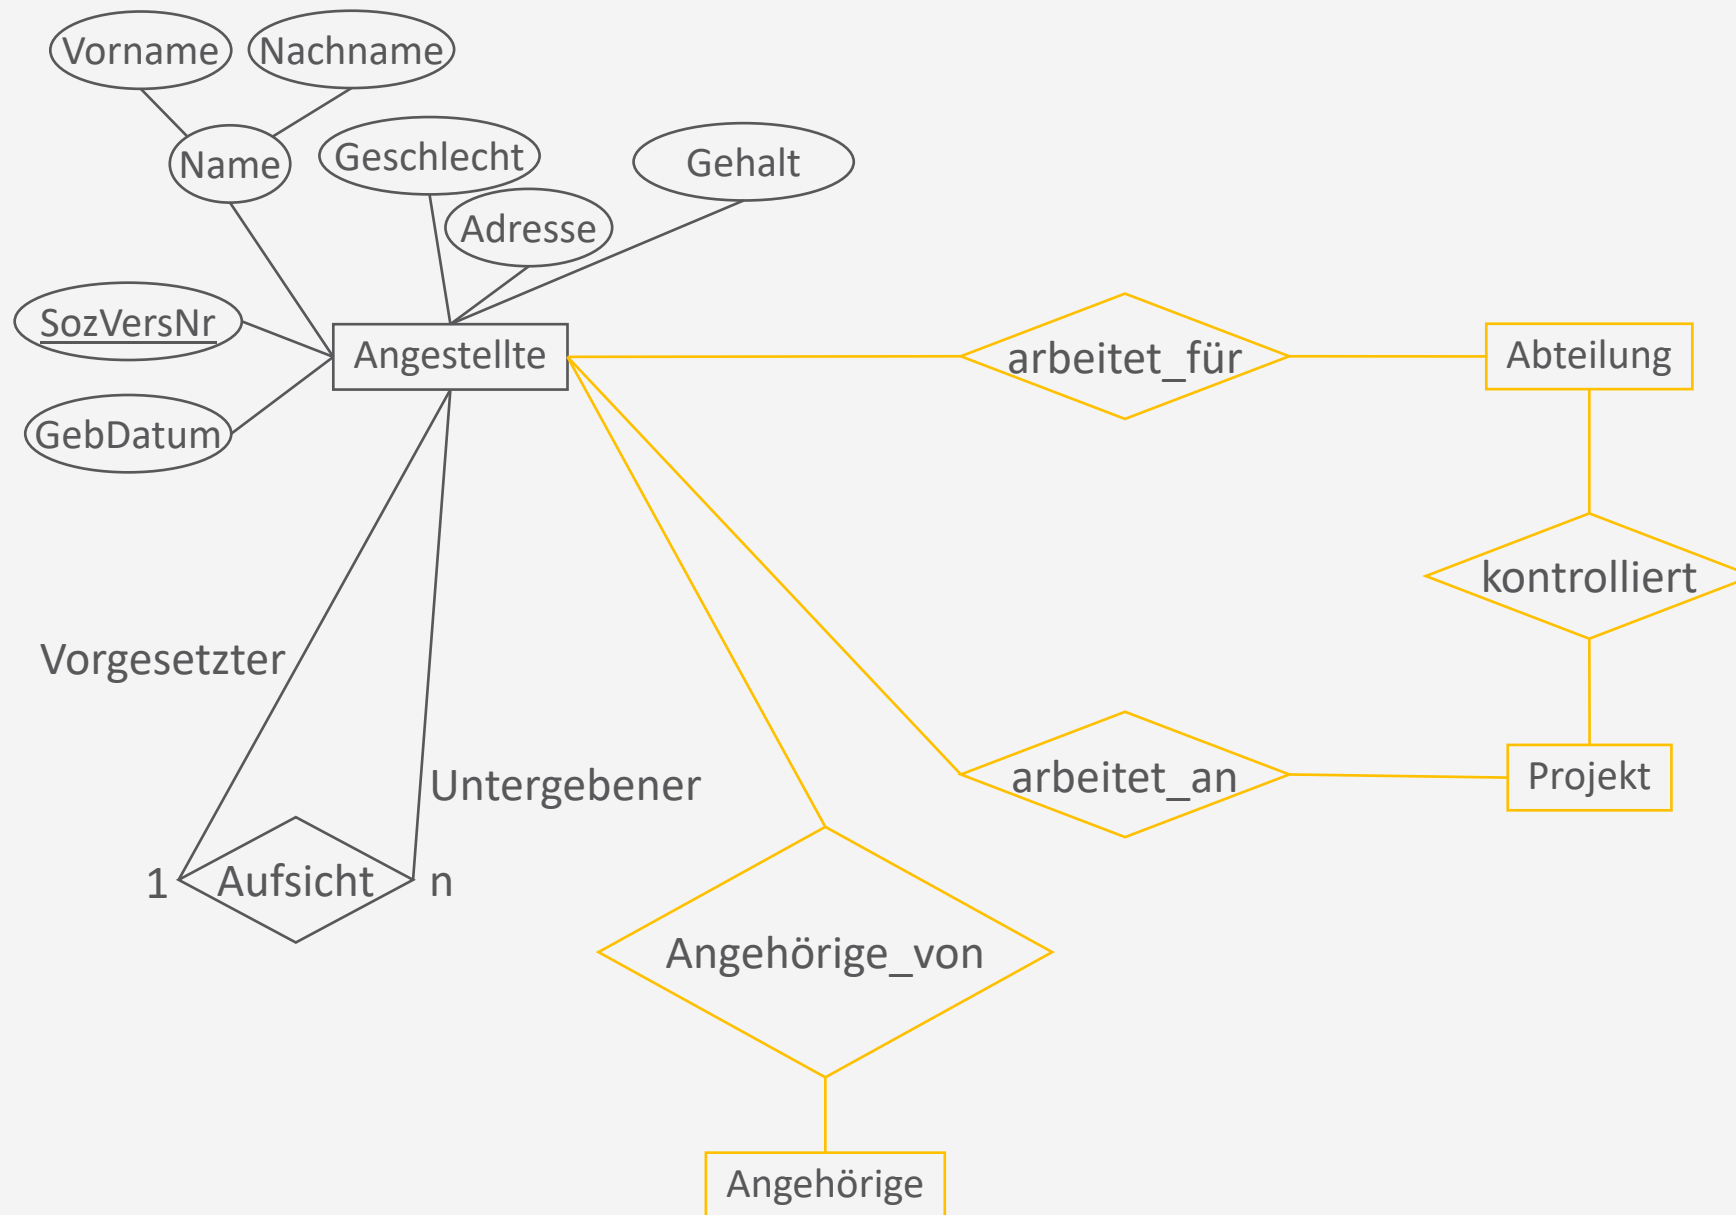 Vorname
Nachname
Name
Geschlecht
Gehalt
Adresse
SozVersNr
Angestellte
arbeitet_für
Abteilung
GebDatum
kontrolliert
Vorgesetzter
Untergebener
arbeitet_an
Projekt
1
Aufsicht
n
Angehörige_von
Angehörige